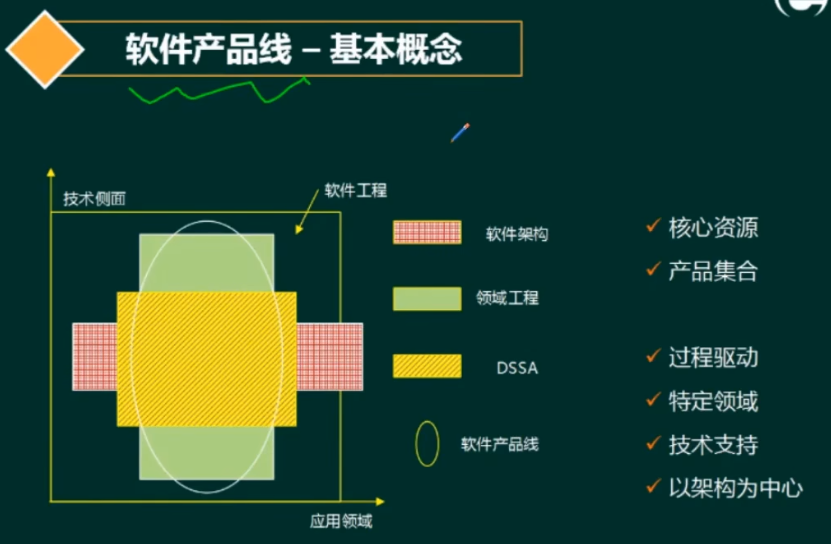 软件产品线 – 基本概念
技术侧面
软件工程
软件架构
领域工程
DSSA
软件产品线
应用领域
✓ 核心资源
✓ 产品集合
✓ 过程驱动
✓ 特定领域
✓ 技术支持
✓ 以架构为中心